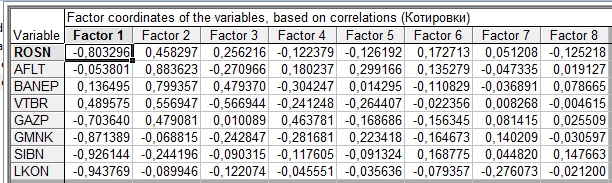 Factor coordinates of the variables, based on correlations (Котировки)
Variable Factor 1 Factor 2 Factor 3 Factor 4 Factor 5 Factor 6 Factor 7 Factor 8
ROSN -0,803296 0,458297 0,256216 -0,122379 -0,126192 0,172713 0,051208 -0,125218
AFLT -0,053801 0,883623 -0,270966 0,180237 0,299166 0,135279 -0,047335 0,019127
BANEP 0,136495 0,799357 0,479370 -0,304247 0,014295 -0,110829 -0,036891 0,078665
VTBR 0,489575 0,556947 -0,566944 -0,241248 -0,264407 -0,022356 0,008268 -0,004615
GAZP -0,703640 0,479081 0,010089 0,463781 -0,168686 -0,156345 0,081415 0,025509
GMNK -0,871389 -0,068815 -0,242847 -0,281681 0,223418 -0,164673 0,140209 -0,030597
SIBN -0,926144 -0,244196 -0,090315 -0,117605 -0,091324 0,168775 0,044820 0,147663
LKON -0,943769 -0,089946 -0,122074 -0,045551 -0,035636 -0,079357 -0,276073 -0,021200